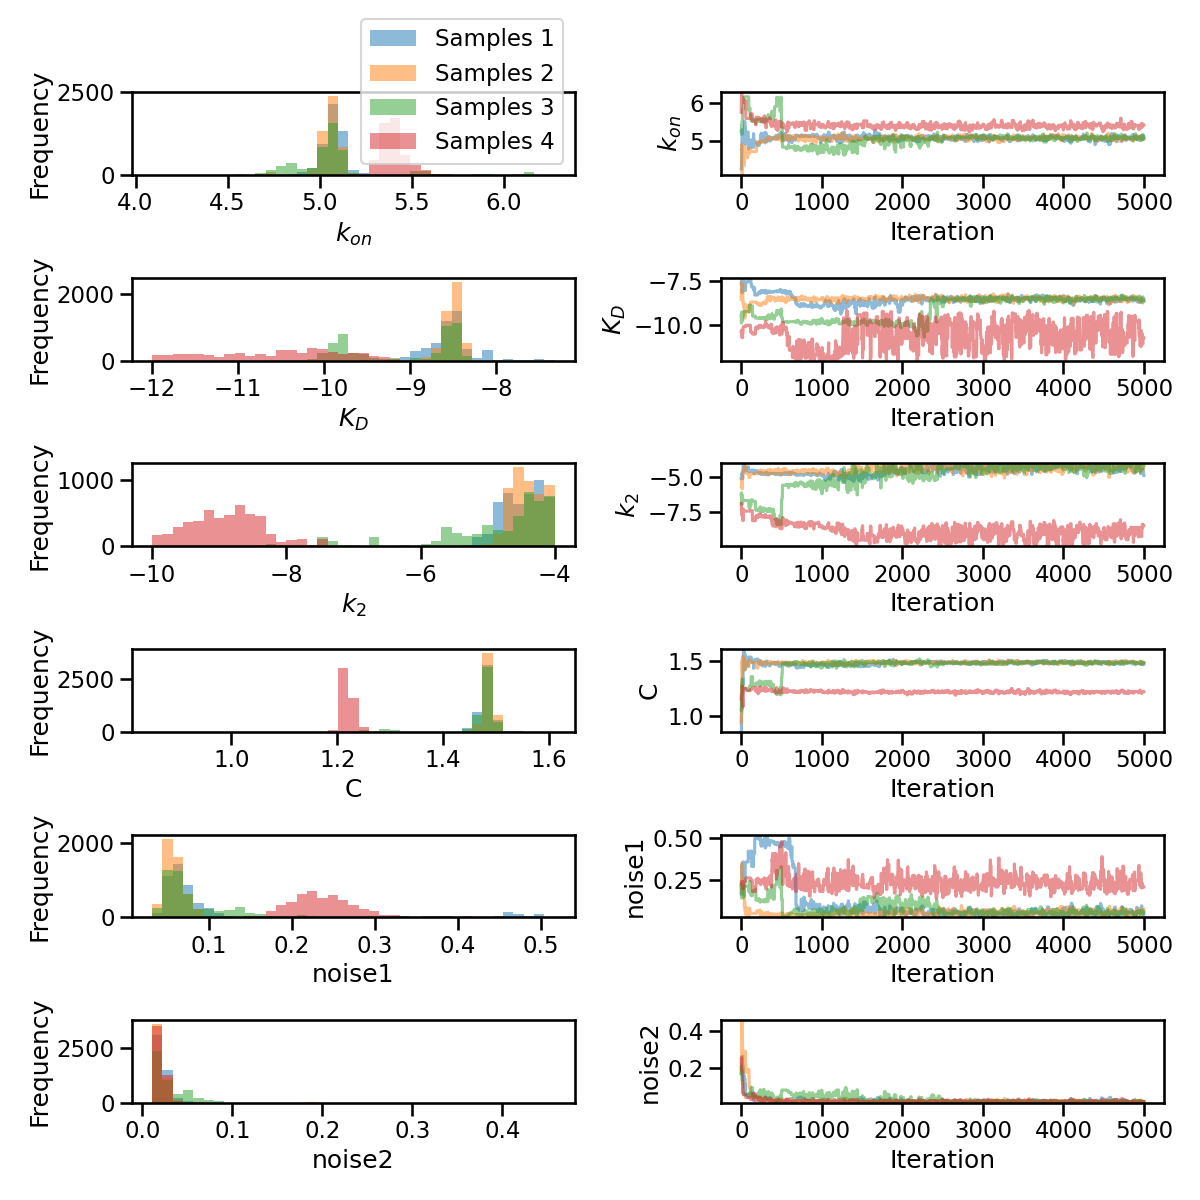 Samples 1
Samples 2
Samples 3
Samples 4
Frequency
2500
0
4.0 4.5 5.0 5.5 6.0
k_on
k_on
6
5
0 1000 2000 3000 4000 5000
Iteration
Frequency
2000
0
−12 −11 −10 −9 −8
K_D
K_D
−7.5
−10.0
0 1000 2000 3000 4000 5000
Iteration
Frequency
1000
0
−10 −8 −6 −4
k_2
k_2
−5.0
−7.5
0 1000 2000 3000 4000 5000
Iteration
Frequency
2500
0
1.0 1.2 1.4 1.6
C
C
1.5
1.0
0 1000 2000 3000 4000 5000
Iteration
Frequency
2000
0
0.1 0.2 0.3 0.4 0.5
noise1
noise1
0.50
0.25
0 1000 2000 3000 4000 5000
Iteration
Frequency
2500
0
0.0 0.1 0.2 0.3 0.4
noise2
noise2
0.4
0.2
0 1000 2000 3000 4000 5000
Iteration